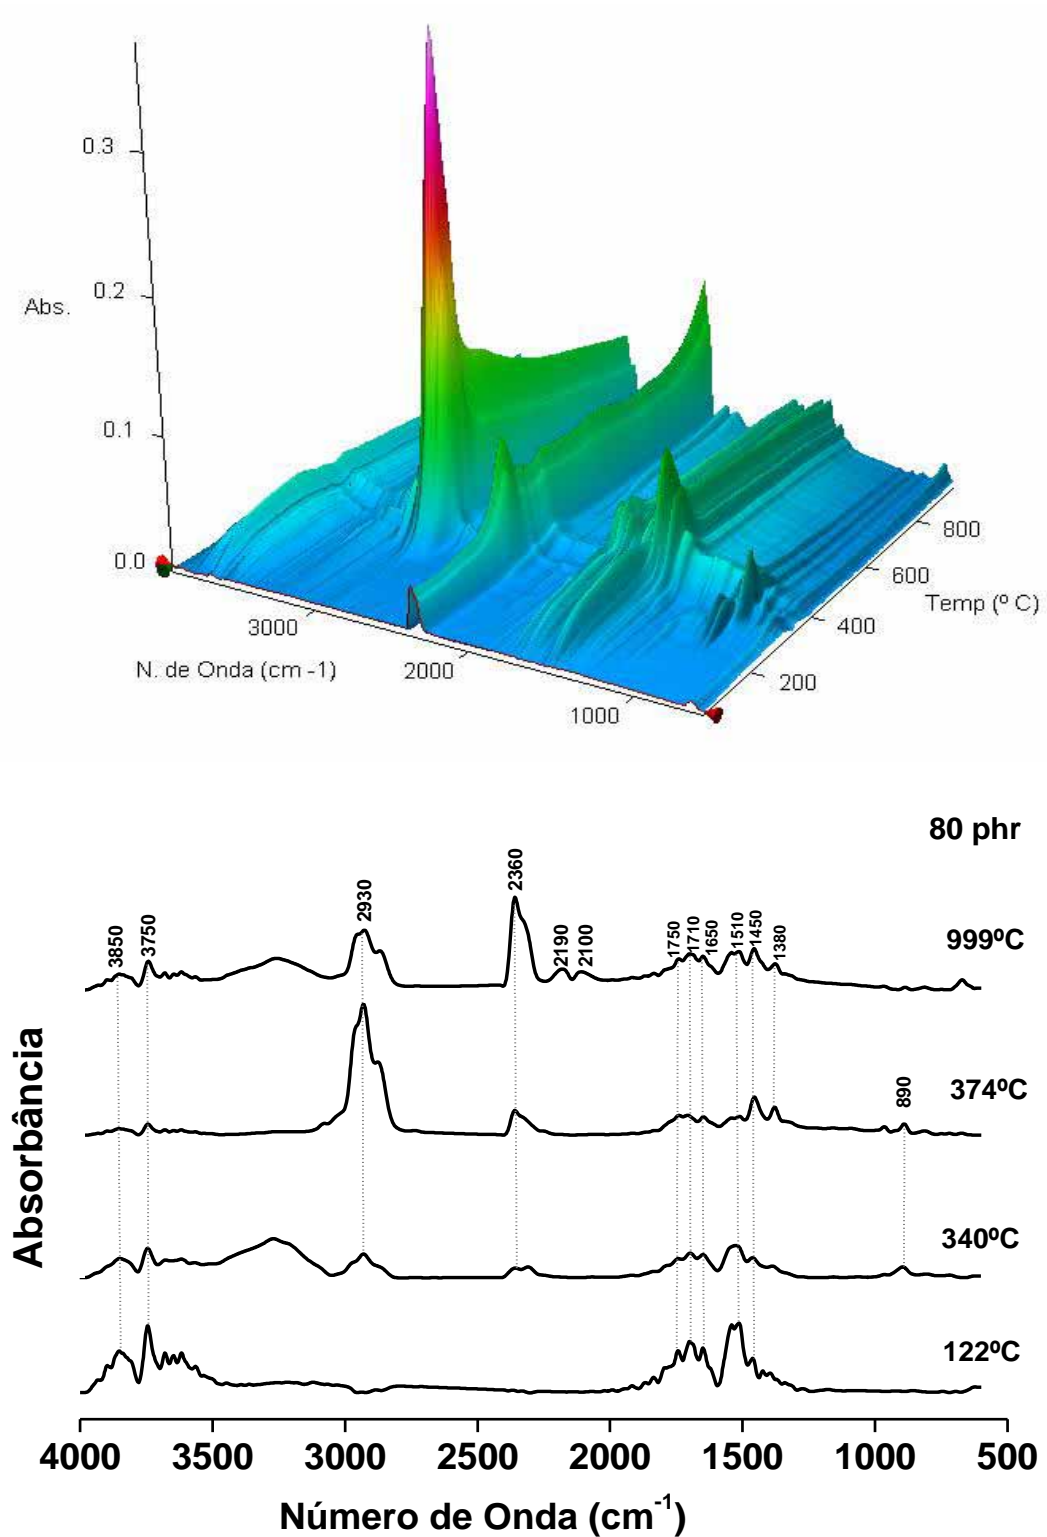 0.3
0.2
Abs.
0.1
0.0
3000
N. de Onda (cm -1)
2000
1000
800
600
Temp (º C)
400
200
80 phr
3850
3750
2930
2360
2190
2100
1750
1710
1650
1510
1450
1380
999ºC
374ºC
890
340ºC
122ºC
Absorbância
4000 3500 3000 2500 2000 1500 1000 500
Número de Onda (cm⁻¹)